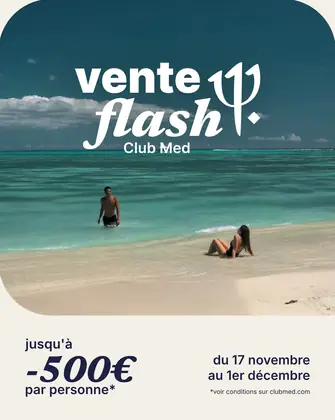 vente
flash
Club Med
jusqu'à
-500€
par personne*
du 17 novembre
au 1er décembre
*voir conditions sur clubmed.com